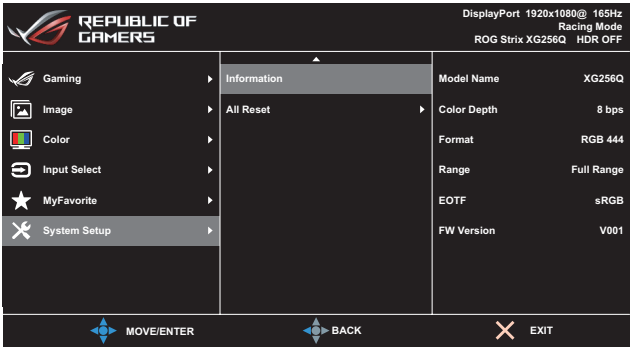 REPUBLIC OF
GAMERS
DisplayPort 1920x1080@ 165Hz
Racing Mode
ROG Strix XG256Q HDR OFF
Gaming
Image
Color
Input Select
MyFavorite
System Setup
Information
All Reset
Model Name XG256Q
Color Depth 8 bps
Format RGB 444
Range Full Range
EOTF sRGB
FW Version V001
MOVE/ENTER
BACK
EXIT